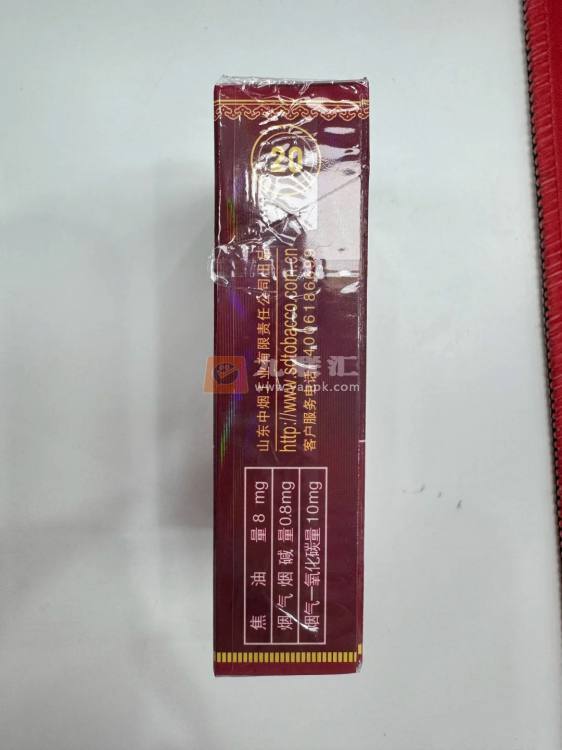 20
山东中烟工业有限责任公司出品
http://www.sdtobacco.com.cn
客户服务电话
焦油量 8 mg
烟气烟碱量 0.8mg
烟气一氧化碳量 10mg